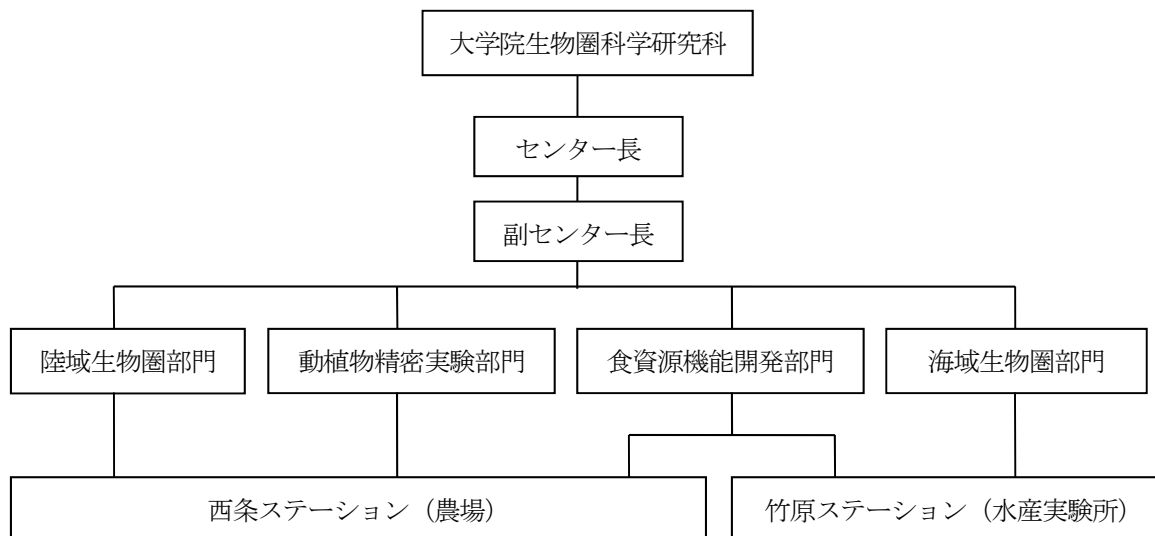 大学院生物圏科学研究科
センター長
副センター長
陸域生物圏部門
動植物精密実験部門
食資源機能開発部門
海域生物圏部門
西条ステーション（農場）
竹原ステーション（水産実験所）